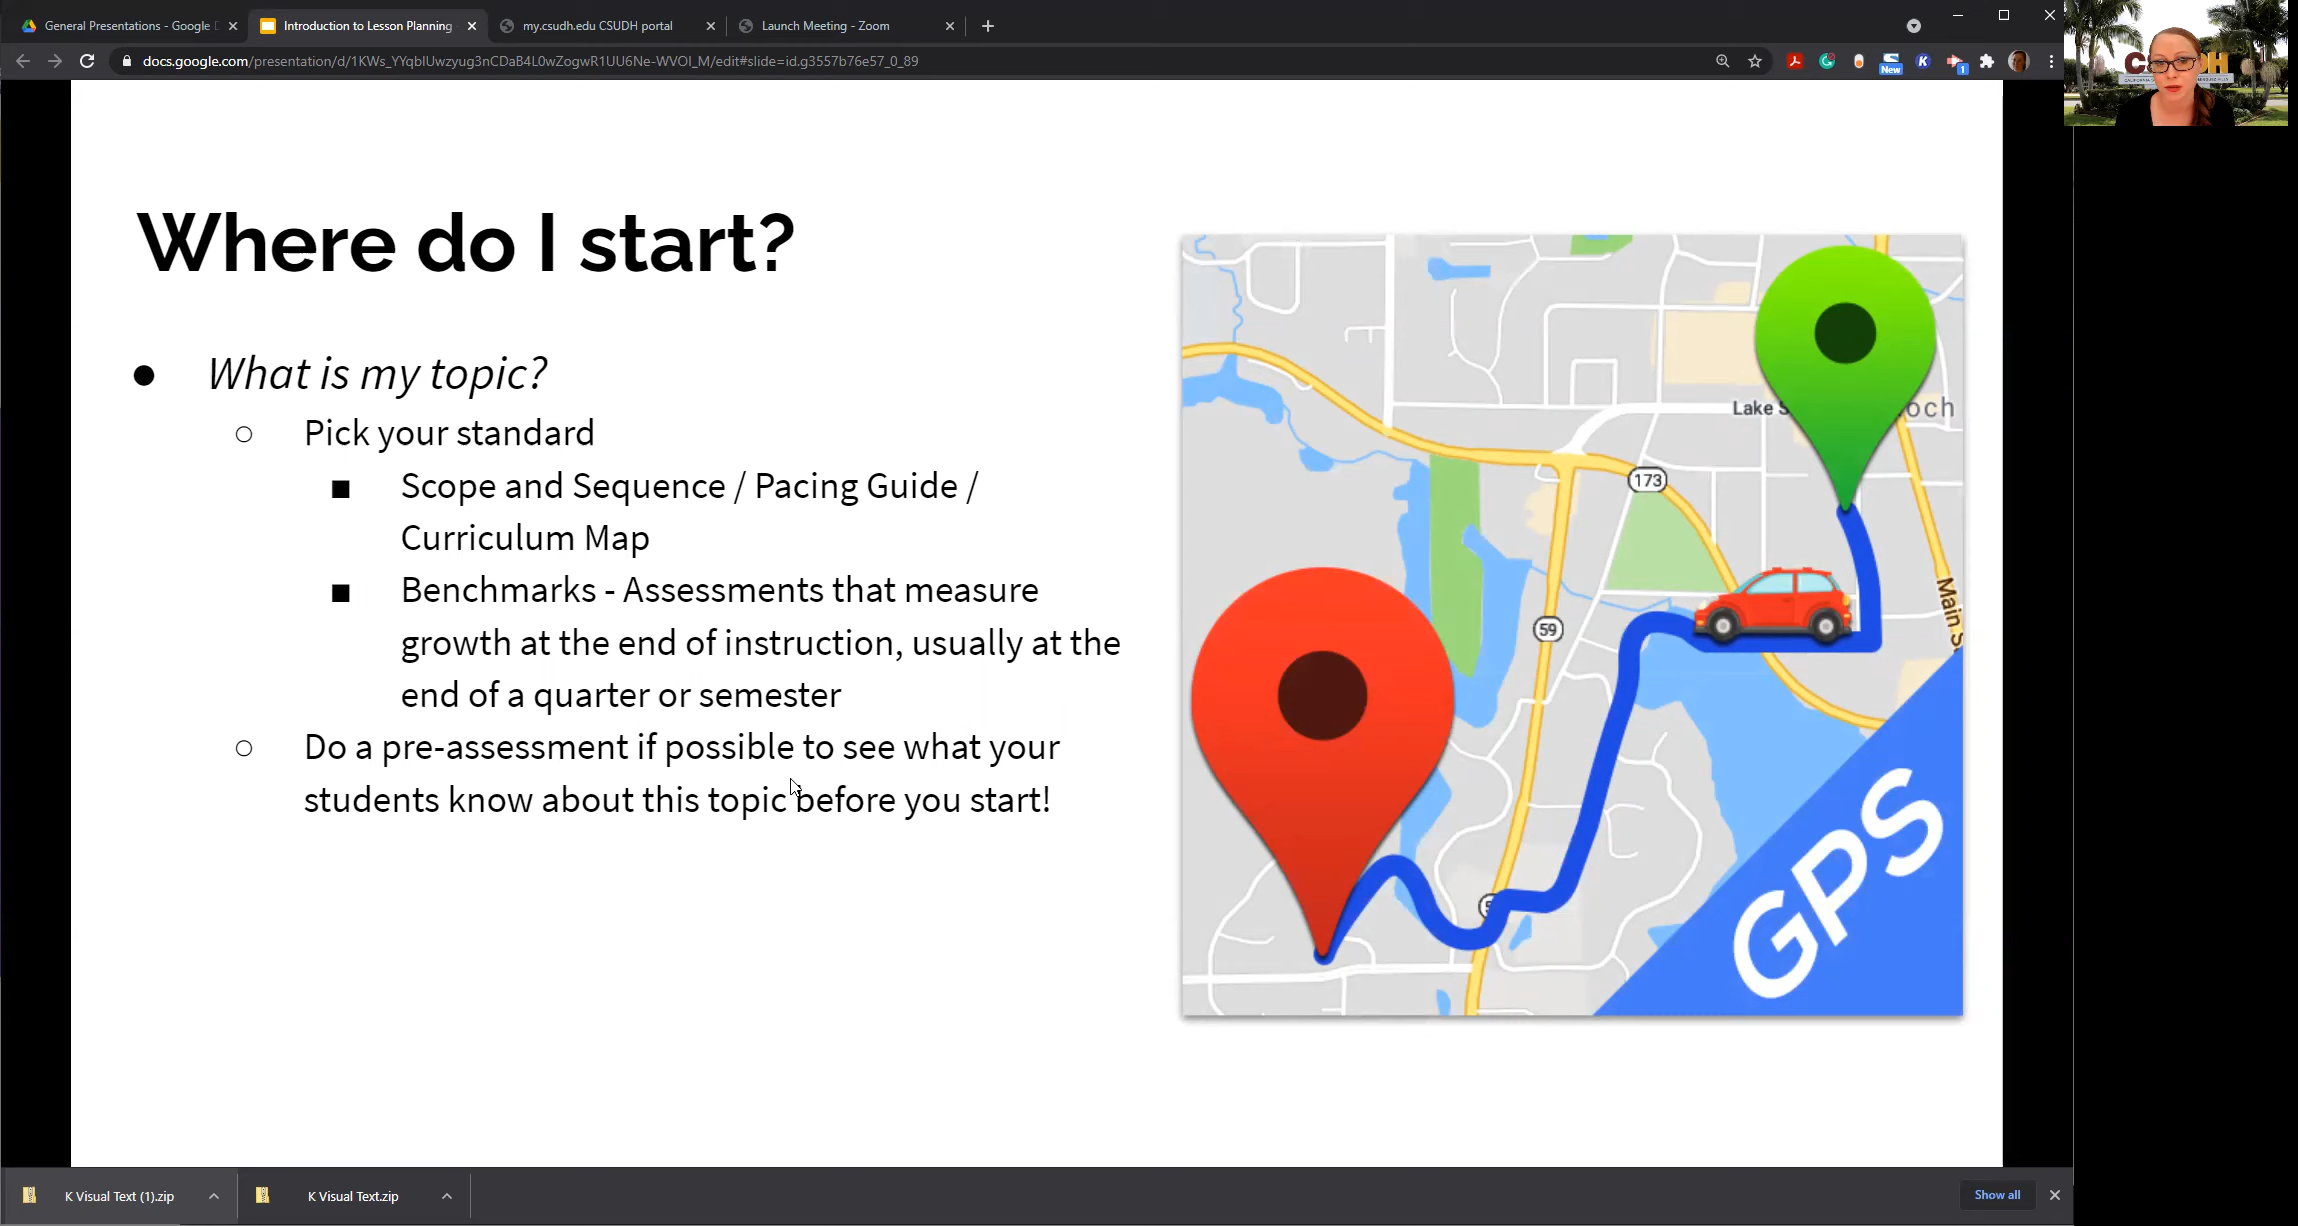 General Presentations - Google
Introduction to Lesson Planning
my.csudh.edu CSUDH portal
Launch Meeting - Zoom
docs.google.com/presentation/d/1KWs_YYqbIUwzyug3nCDaB4L0wZogwR1UU6Ne-WVOI_M/edit#slide=id.g3557b76e57_0_89
New
K
1
Where do I start?
● What is my topic?
○ Pick your standard
■ Scope and Sequence / Pacing Guide /
Curriculum Map
■ Benchmarks - Assessments that measure
growth at the end of instruction, usually at the
end of a quarter or semester
○ Do a pre-assessment if possible to see what your
students know about this topic before you start!
Lake
173
59
Main S
GPS
K Visual Text (1).zip
K Visual Text.zip
Show all